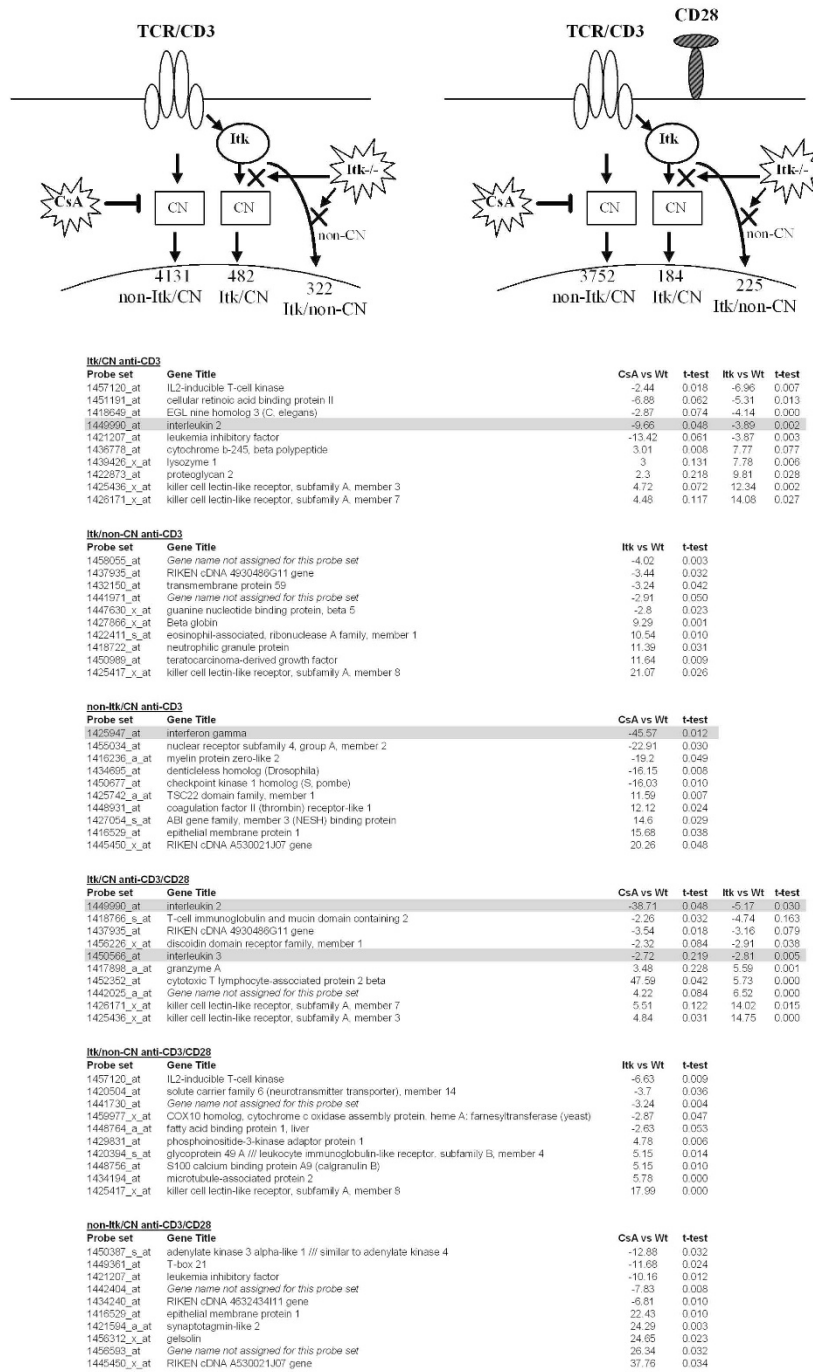 CD28
TCR/CD3 TCR/CD3
Itk Itk
Itk-/- Itk-/-
CsA CN CN non-CN CsA CN CN non-CN
4131 482 322 3752 184 225
non-Itk/CN Itk/CN Itk/non-CN non-Itk/CN Itk/CN Itk/non-CN
Itk/CN anti-CD3
Probe set Gene Title CsA vs Wt t-test Itk vs Wt t-test
1457120_at IL2-inducible T-cell kinase -2.44 0.018 -6.96 0.007
1451191_at cellular retinoic acid binding protein II -6.88 0.062 -5.31 0.013
1418649_at EGL nine homolog 3 (C, elegans) -2.87 0.074 -4.14 0.000
1449990_at interleukin 2 -9.66 0.048 -3.89 0.002
1421207_at leukemia inhibitory factor -13.42 0.061 -3.87 0.003
1436778_at cytochrome b-245, beta polypeptide 3.01 0.008 7.77 0.077
1439426_x_at lysozyme 1 3 0.131 7.78 0.006
1422873_at proteoglycan 2 2.3 0.218 9.81 0.028
1425436_x_at killer cell lectin-like receptor, subfamily A, member 3 4.72 0.072 12.34 0.002
1426171_x_at killer cell lectin-like receptor, subfamily A, member 7 4.48 0.117 14.08 0.027
Itk/non-CN anti-CD3
Probe set Gene Title Itk vs Wt t-test
1458055_at Gene name not assigned for this probe set -4.02 0.003
1437935_at RIKEN cDNA 4930486G11 gene -3.44 0.032
1432150_at transmembrane protein 59 -3.24 0.042
1441971_at Gene name not assigned for this probe set -2.91 0.050
1447630_x_at guanine nucleotide binding protein, beta 5 -2.8 0.023
1427866_x_at Beta globin 9.29 0.001
1422411_s_at eosinophil-associated, ribonuclease A family, member 1 10.54 0.010
1418722_at neutrophilic granule protein 11.39 0.031
1450989_at teratocarcinoma-derived growth factor 11.64 0.009
1425417_x_at killer cell lectin-like receptor, subfamily A, member 8 21.07 0.026
non-Itk/CN anti-CD3
Probe set Gene Title CsA vs Wt t-test
1425947_at interferon gamma -45.57 0.012
1455034_at nuclear receptor subfamily 4, group A, member 2 -22.91 0.030
1416236_a_at myelin protein zero-like 2 -19.2 0.049
1434695_at denticleless homolog (Drosophila) -16.15 0.008
1450677_at checkpoint kinase 1 homolog (S, pombe) -16.03 0.010
1425742_a_at TSC22 domain family, member 1 11.59 0.007
1448931_at coagulation factor II (thrombin) receptor-like 1 12.12 0.024
1427054_s_at ABI gene family, member 3 (NESH) binding protein 14.6 0.029
1416529_at epithelial membrane protein 1 15.68 0.038
1445450_x_at RIKEN cDNA A530021J07 gene 20.26 0.048
Itk/CN anti-CD3/CD28
Probe set Gene Title CsA vs Wt t-test Itk vs Wt t-test
1449990_at interleukin 2 -38.71 0.048 -5.17 0.030
1418766_s_at T-cell immunoglobulin and mucin domain containing 2 -2.26 0.032 -4.74 0.163
1437935_at RIKEN cDNA 4930486G11 gene -3.54 0.018 -3.16 0.079
1456226_x_at discoidin domain receptor family, member 1 -2.32 0.084 -2.91 0.038
1450566_at interleukin 3 -2.72 0.219 -2.81 0.005
1417898_a_at granzyme A 3.48 0.228 5.59 0.001
1452352_at cytotoxic T lymphocyte-associated protein 2 beta 47.59 0.042 5.73 0.000
1442025_a_at Gene name not assigned for this probe set 4.22 0.084 6.52 0.000
1426171_x_at killer cell lectin-like receptor, subfamily A, member 7 5.51 0.122 14.02 0.015
1425436_x_at killer cell lectin-like receptor, subfamily A, member 3 4.84 0.031 14.75 0.000
Itk/non-CN anti-CD3/CD28
Probe set Gene Title Itk vs Wt t-test
1457120_at IL2-inducible T-cell kinase -6.63 0.009
1420504_at solute carrier family 6 (neurotransmitter transporter), member 14 -3.7 0.036
1441730_at Gene name not assigned for this probe set -3.24 0.004
1459977_x_at COX10 homolog, cytochrome c oxidase assembly protein, heme A: farnesyltransferase (yeast) -2.87 0.047
1448764_a_at fatty acid binding protein 1, liver -2.63 0.053
1429831_at phosphoinositide-3-kinase adaptor protein 1 4.78 0.006
1420394_s_at glycoprotein 49 A /// leukocyte immunoglobulin-like receptor, subfamily B, member 4 5.15 0.014
1448756_at S100 calcium binding protein A9 (calgranulin B) 5.15 0.010
1434194_at microtubule-associated protein 2 5.78 0.000
1425417_x_at killer cell lectin-like receptor, subfamily A, member 8 17.99 0.000
non-Itk/CN anti-CD3/CD28
Probe set Gene Title CsA vs Wt t-test
1450387_s_at adenylate kinase 3 alpha-like 1 /// similar to adenylate kinase 4 -12.88 0.032
1449361_at T-box 21 -11.68 0.024
1421207_at leukemia inhibitory factor -10.16 0.012
1442404_at Gene name not assigned for this probe set -7.83 0.008
1434240_at RIKEN cDNA 4632434I11 gene -6.81 0.010
1416529_at epithelial membrane protein 1 22.43 0.010
1421594_a_at synaptotagmin-like 2 24.29 0.003
1456312_x_at gelsolin 24.65 0.023
1456593_at Gene name not assigned for this probe set 26.34 0.032
1445450_x_at RIKEN cDNA A530021J07 gene 37.76 0.034